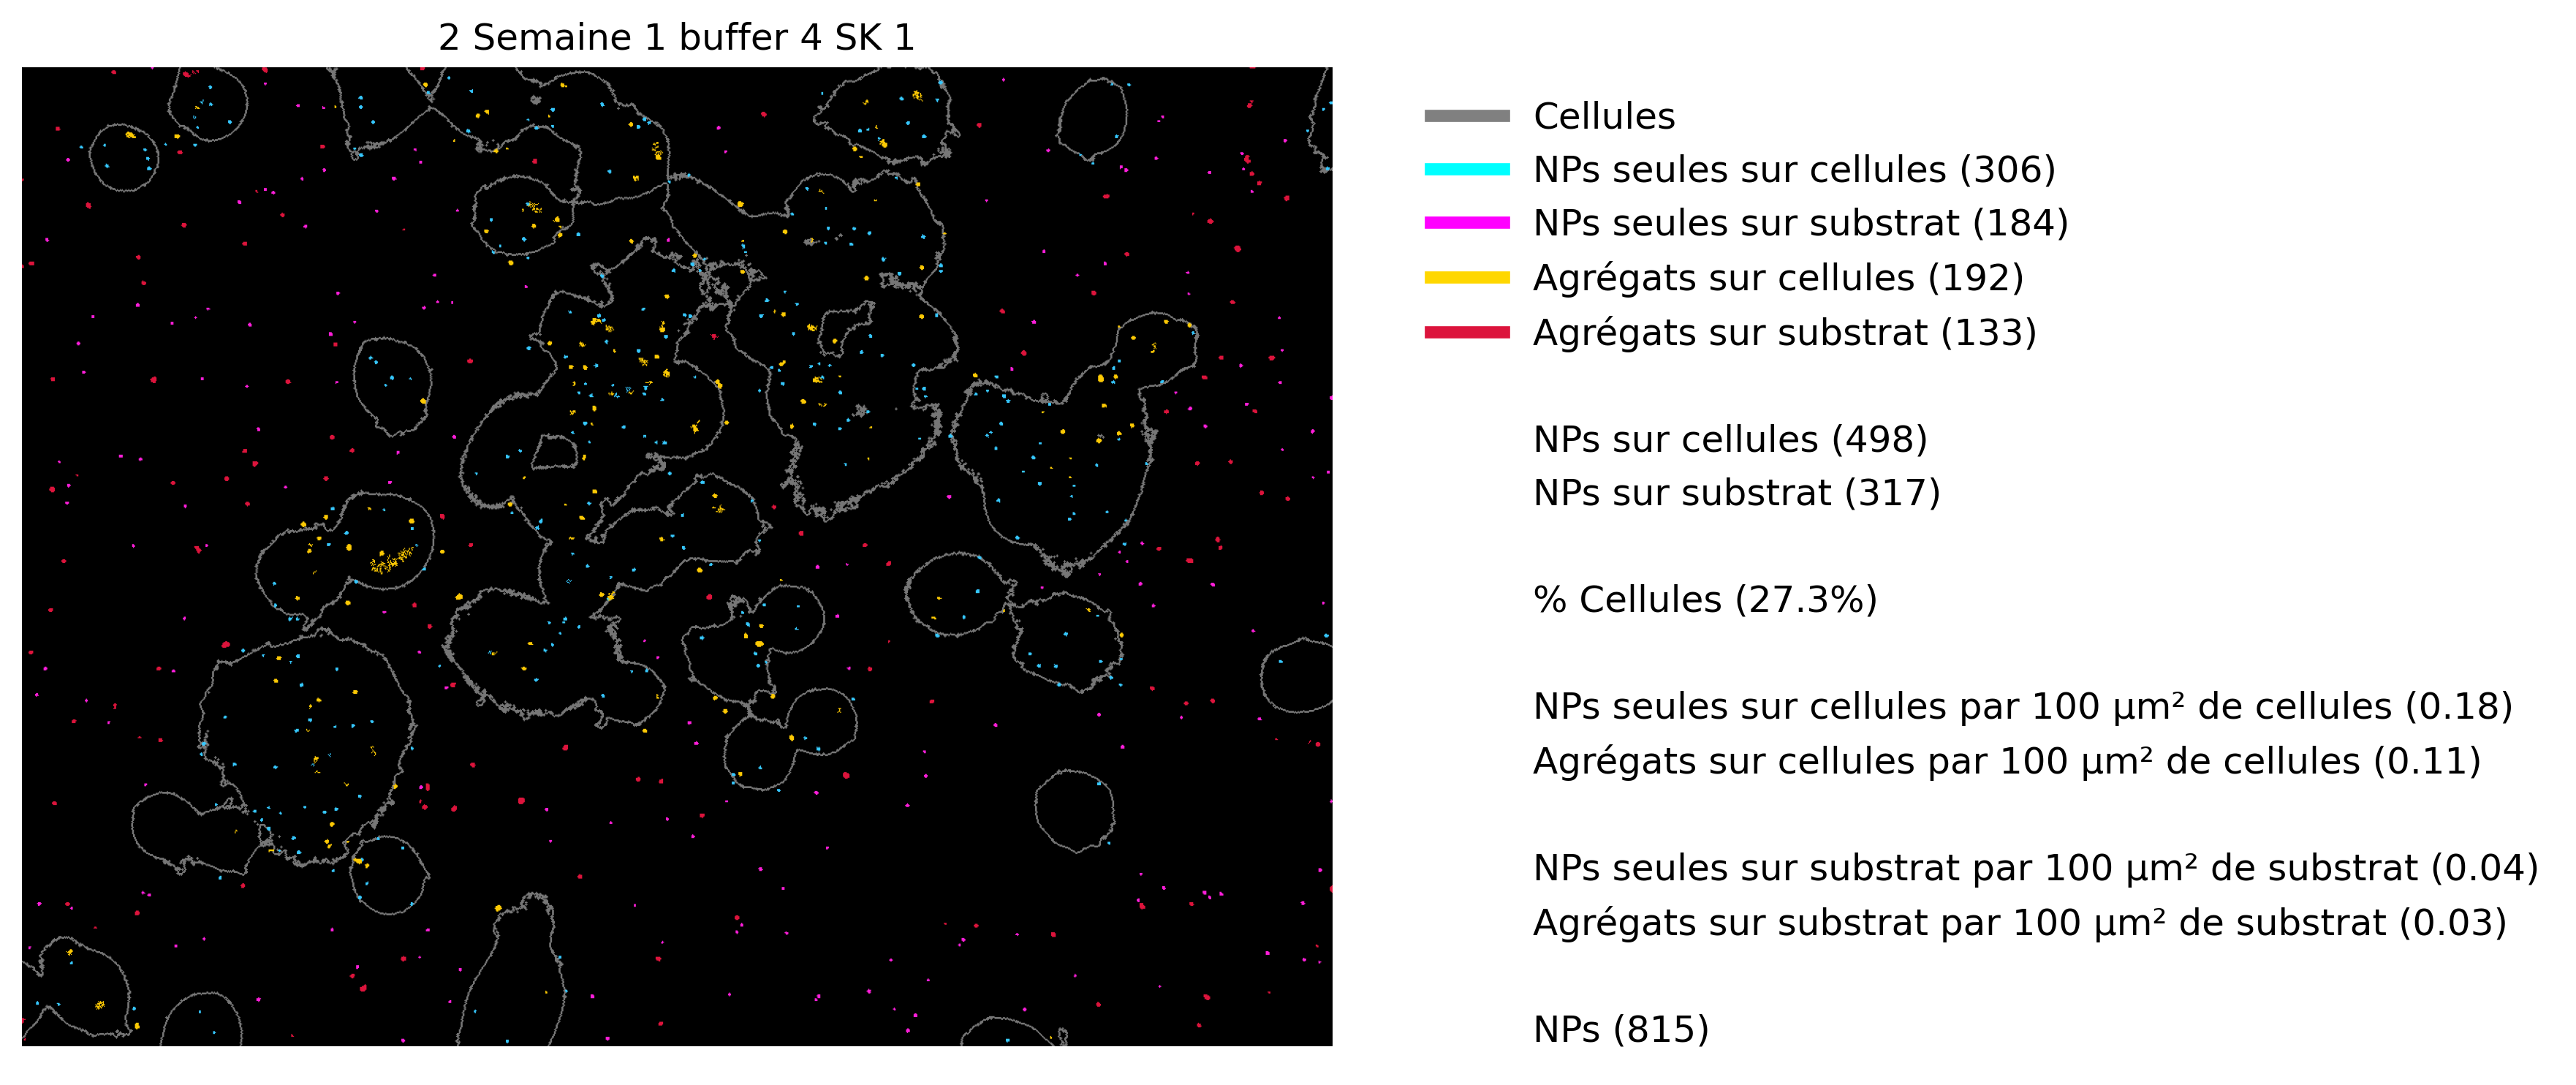 2 Semaine 1 buffer 4 SK 1
Cellules
NPs seules sur cellules (306)
NPs seules sur substrat (184)
Agrégats sur cellules (192)
Agrégats sur substrat (133)
NPs sur cellules (498)
NPs sur substrat (317)
% Cellules (27.3%)
NPs seules sur cellules par 100 µm² de cellules (0.18)
Agrégats sur cellules par 100 µm² de cellules (0.11)
NPs seules sur substrat par 100 µm² de substrat (0.04)
Agrégats sur substrat par 100 µm² de substrat (0.03)
NPs (815)